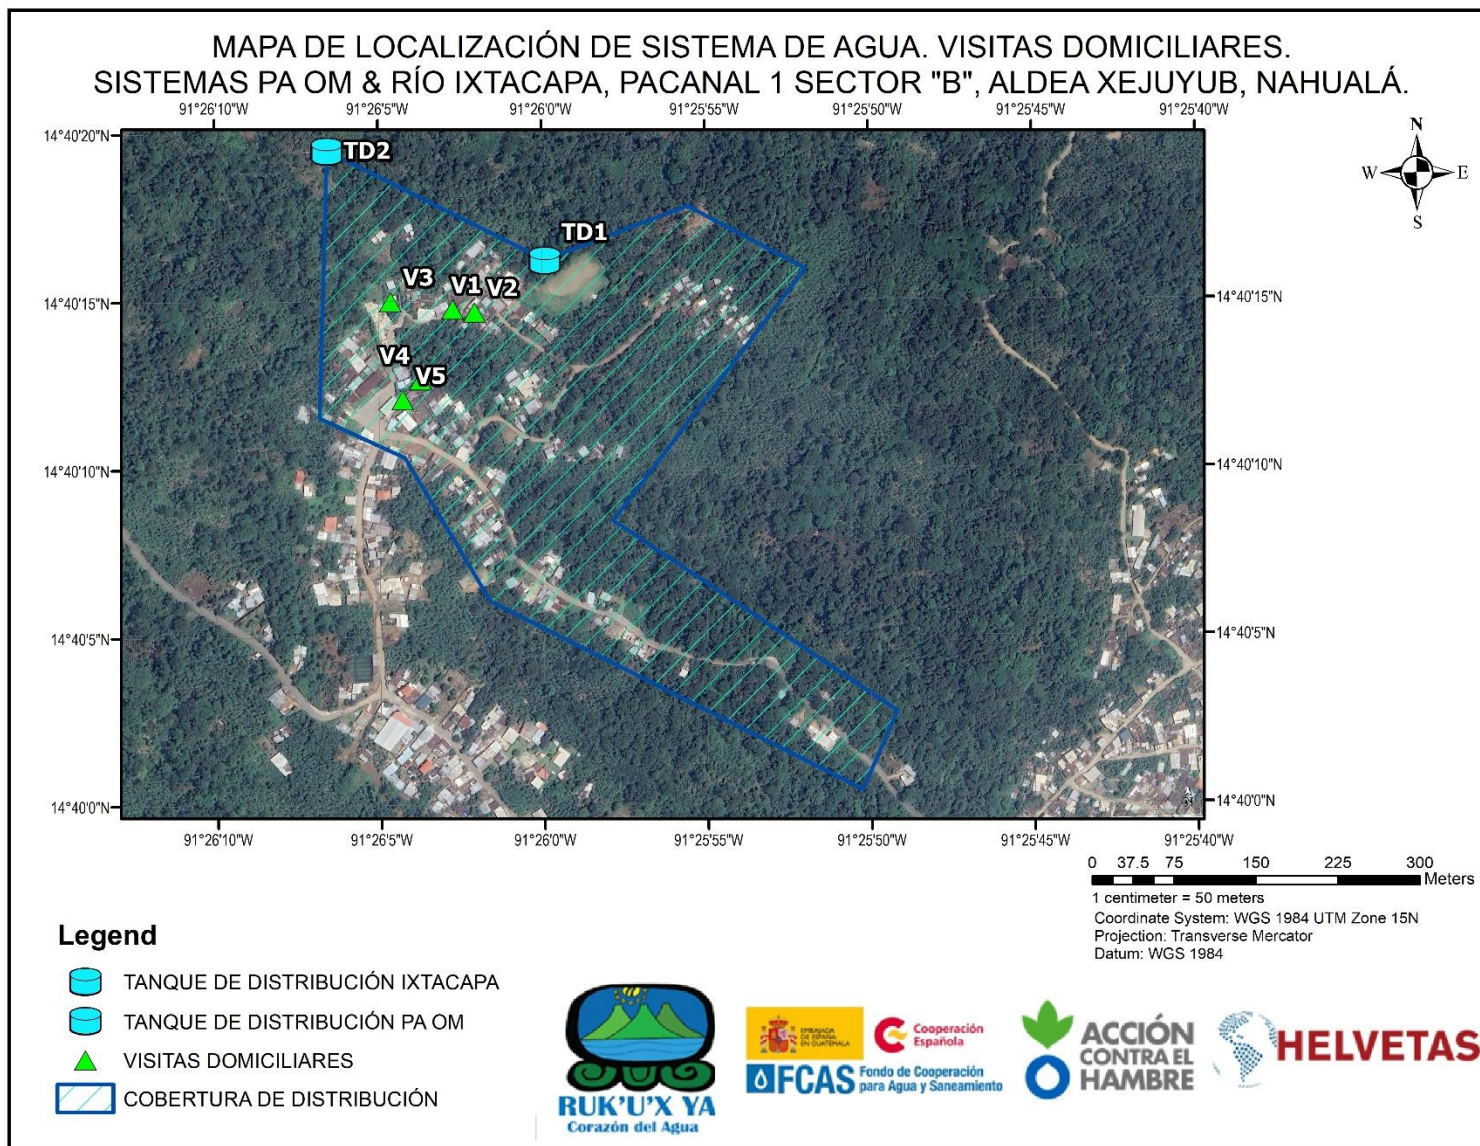 MAPA DE LOCALIZACIÓN DE SISTEMA DE AGUA. VISITAS DOMICILIARES.
SISTEMAS PA OM & RÍO IXTACAPA, PACANAL 1 SECTOR "B", ALDEA XEJUYUB, NAHUALÁ.
91°26'10"W 91°26'5"W 91°26'0"W 91°25'55"W 91°25'50"W 91°25'45"W 91°25'40"W
14°40'20"N
TD2
TD1
V3 V1 V2
14°40'15"N 14°40'15"N
V4
V5
14°40'10"N 14°40'10"N
14°40'5"N 14°40'5"N
14°40'0"N 14°40'0"N
91°26'10"W 91°26'5"W 91°26'0"W 91°25'55"W 91°25'50"W 91°25'45"W 91°25'40"W
N
W E
S
0 37.5 75 150 225 300
Meters
1 centimeter = 50 meters
Coordinate System: WGS 1984 UTM Zone 15N
Projection: Transverse Mercator
Datum: WGS 1984
Legend
TANQUE DE DISTRIBUCIÓN IXTACAPA
TANQUE DE DISTRIBUCIÓN PA OM
VISITAS DOMICILIARES
COBERTURA DE DISTRIBUCIÓN
RUK'U'X YA
Corazón del Agua
EMBAJADA
DE ESPAÑA
EN GUATEMALA
Cooperación
Española
FCAS
Fondo de Cooperación
para Agua y Saneamiento
ACCIÓN
CONTRA EL
HAMBRE
HELVETAS